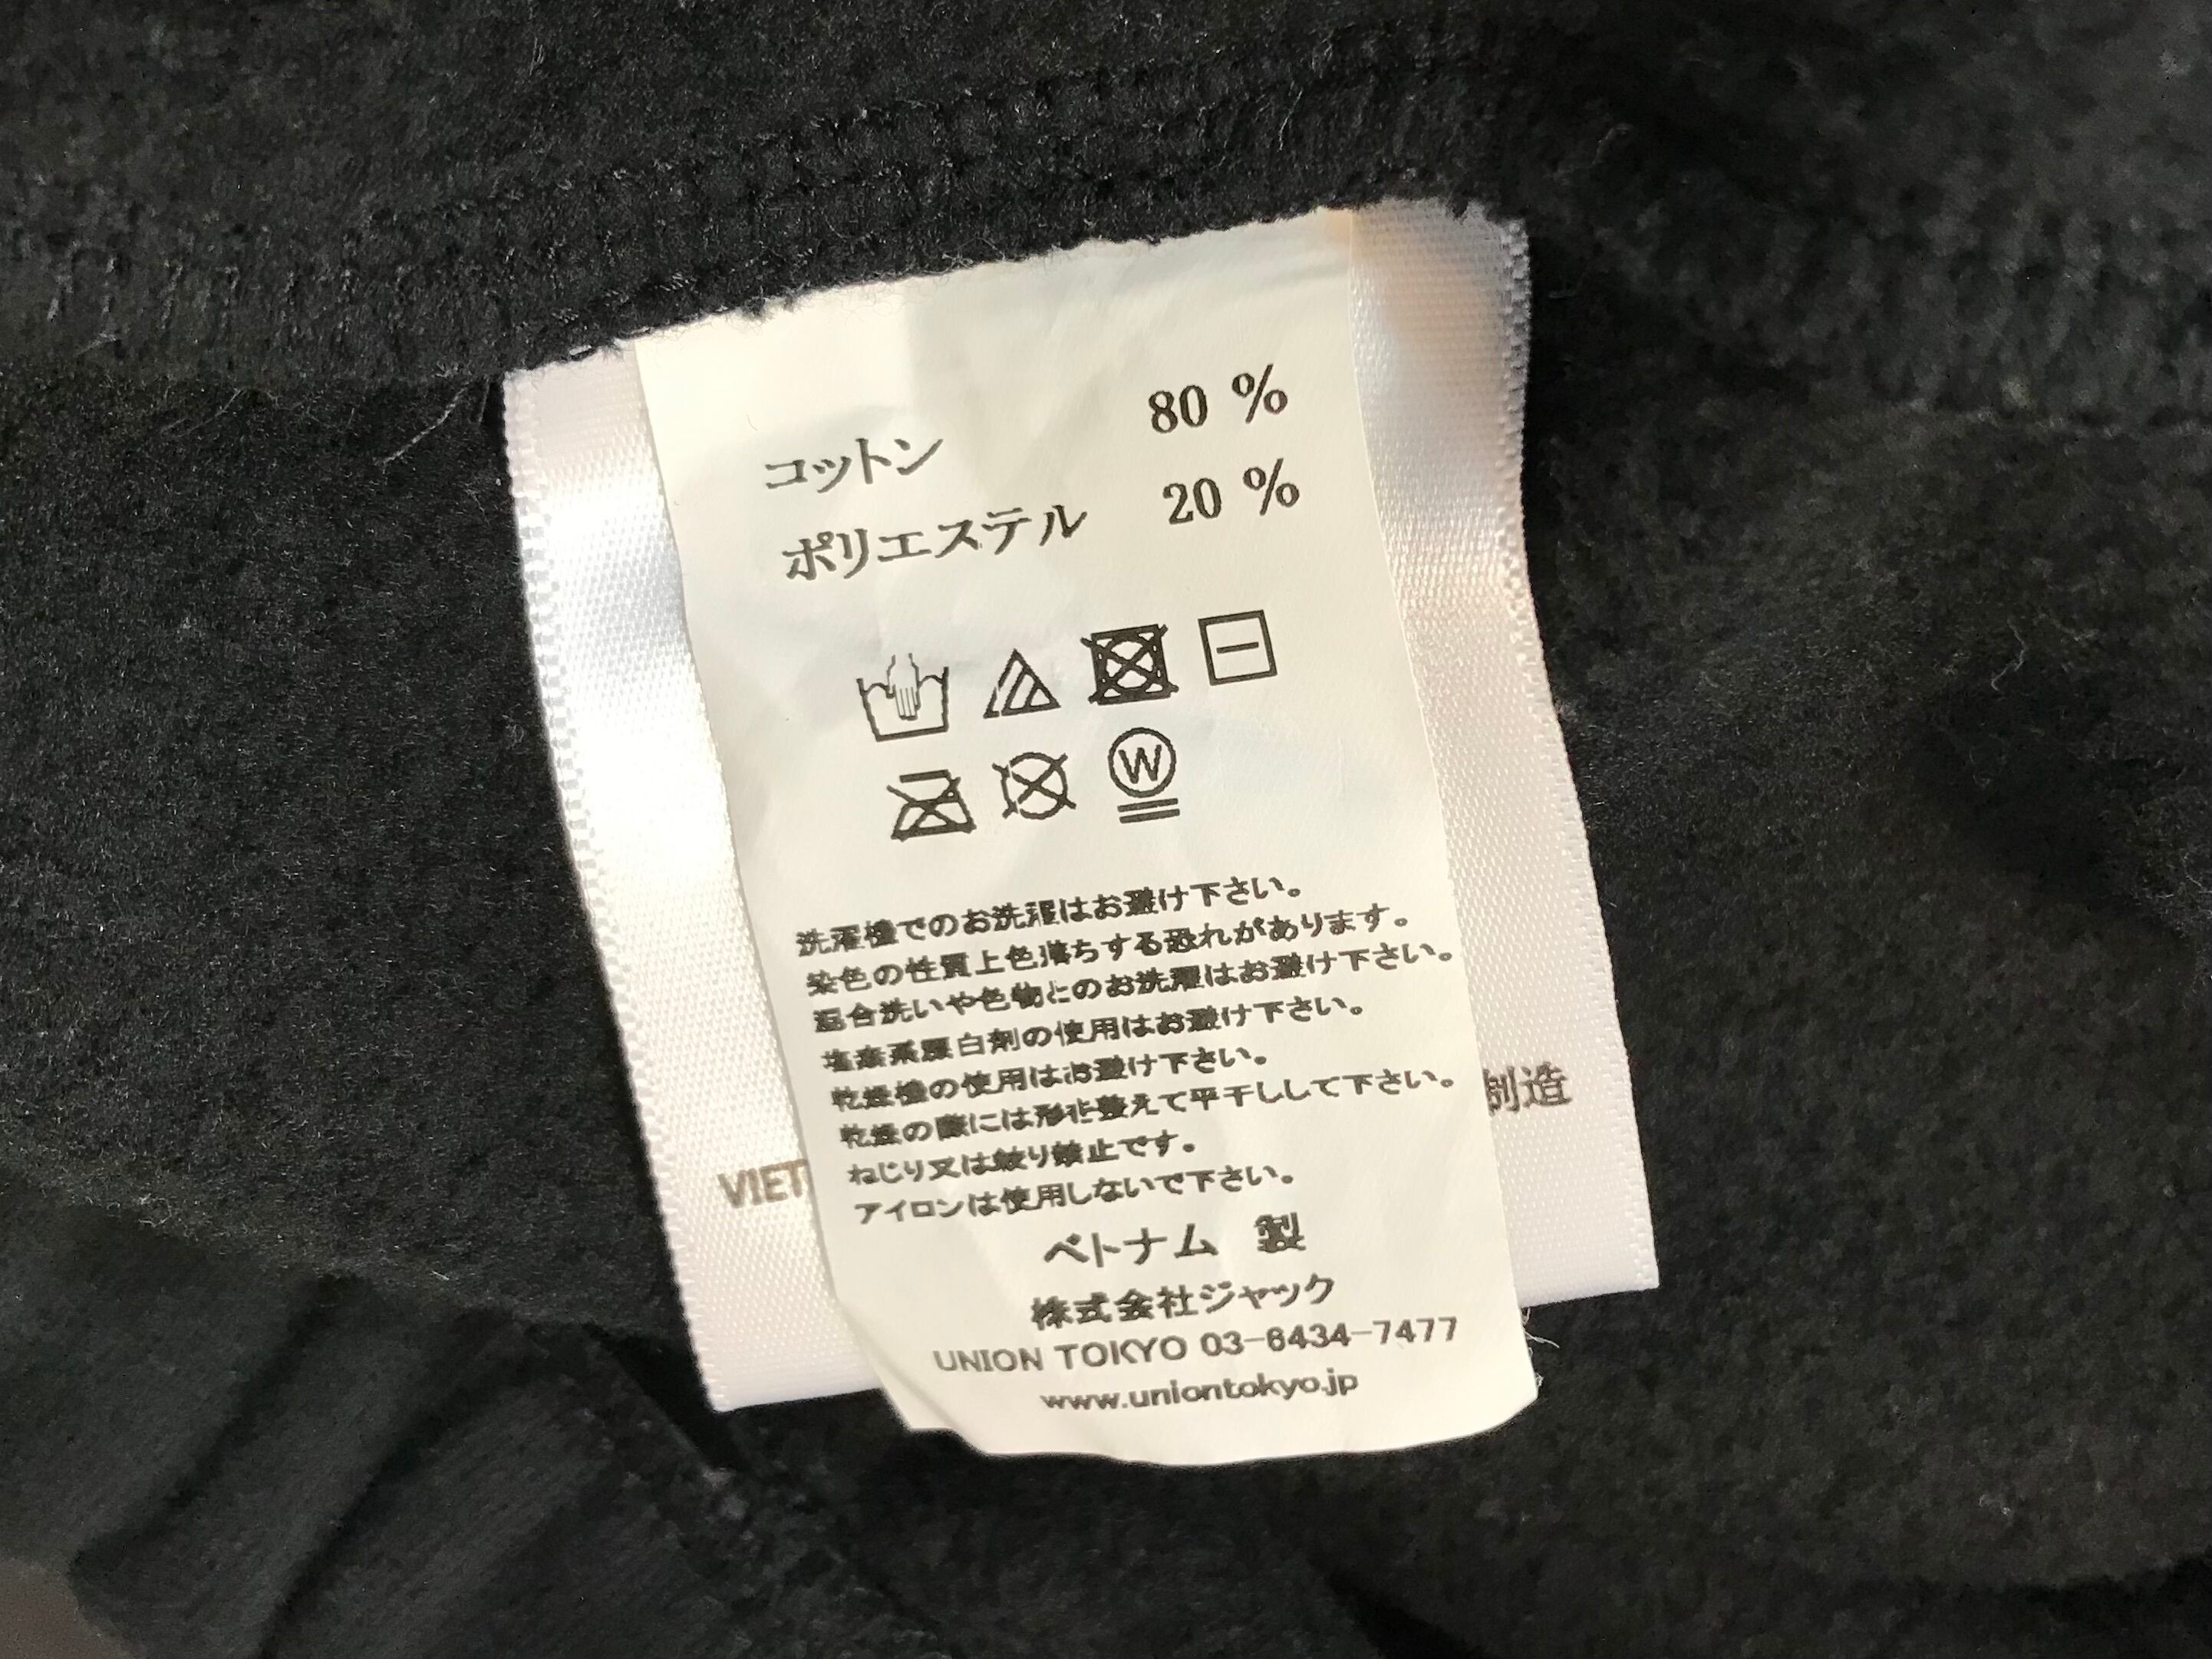 コットン 80 %
ポリエステル 20 %
W
洗濯機でのお洗濯はお避け下さい。
染色の性質上色落ちする恐れがあります。
混合洗いや色物とのお洗濯はお避け下さい。
塩素系漂白剤の使用はお避け下さい。
乾燥機の使用はお避け下さい。
乾燥の際には形を整えて平干しして下さい。
ねじり又は絞り禁止です。
アイロンは使用しないで下さい。
ベトナム 製
株式会社ジャック
UNION TOKYO 03-6434-7477
www.uniontokyo.jp
VIET
創造